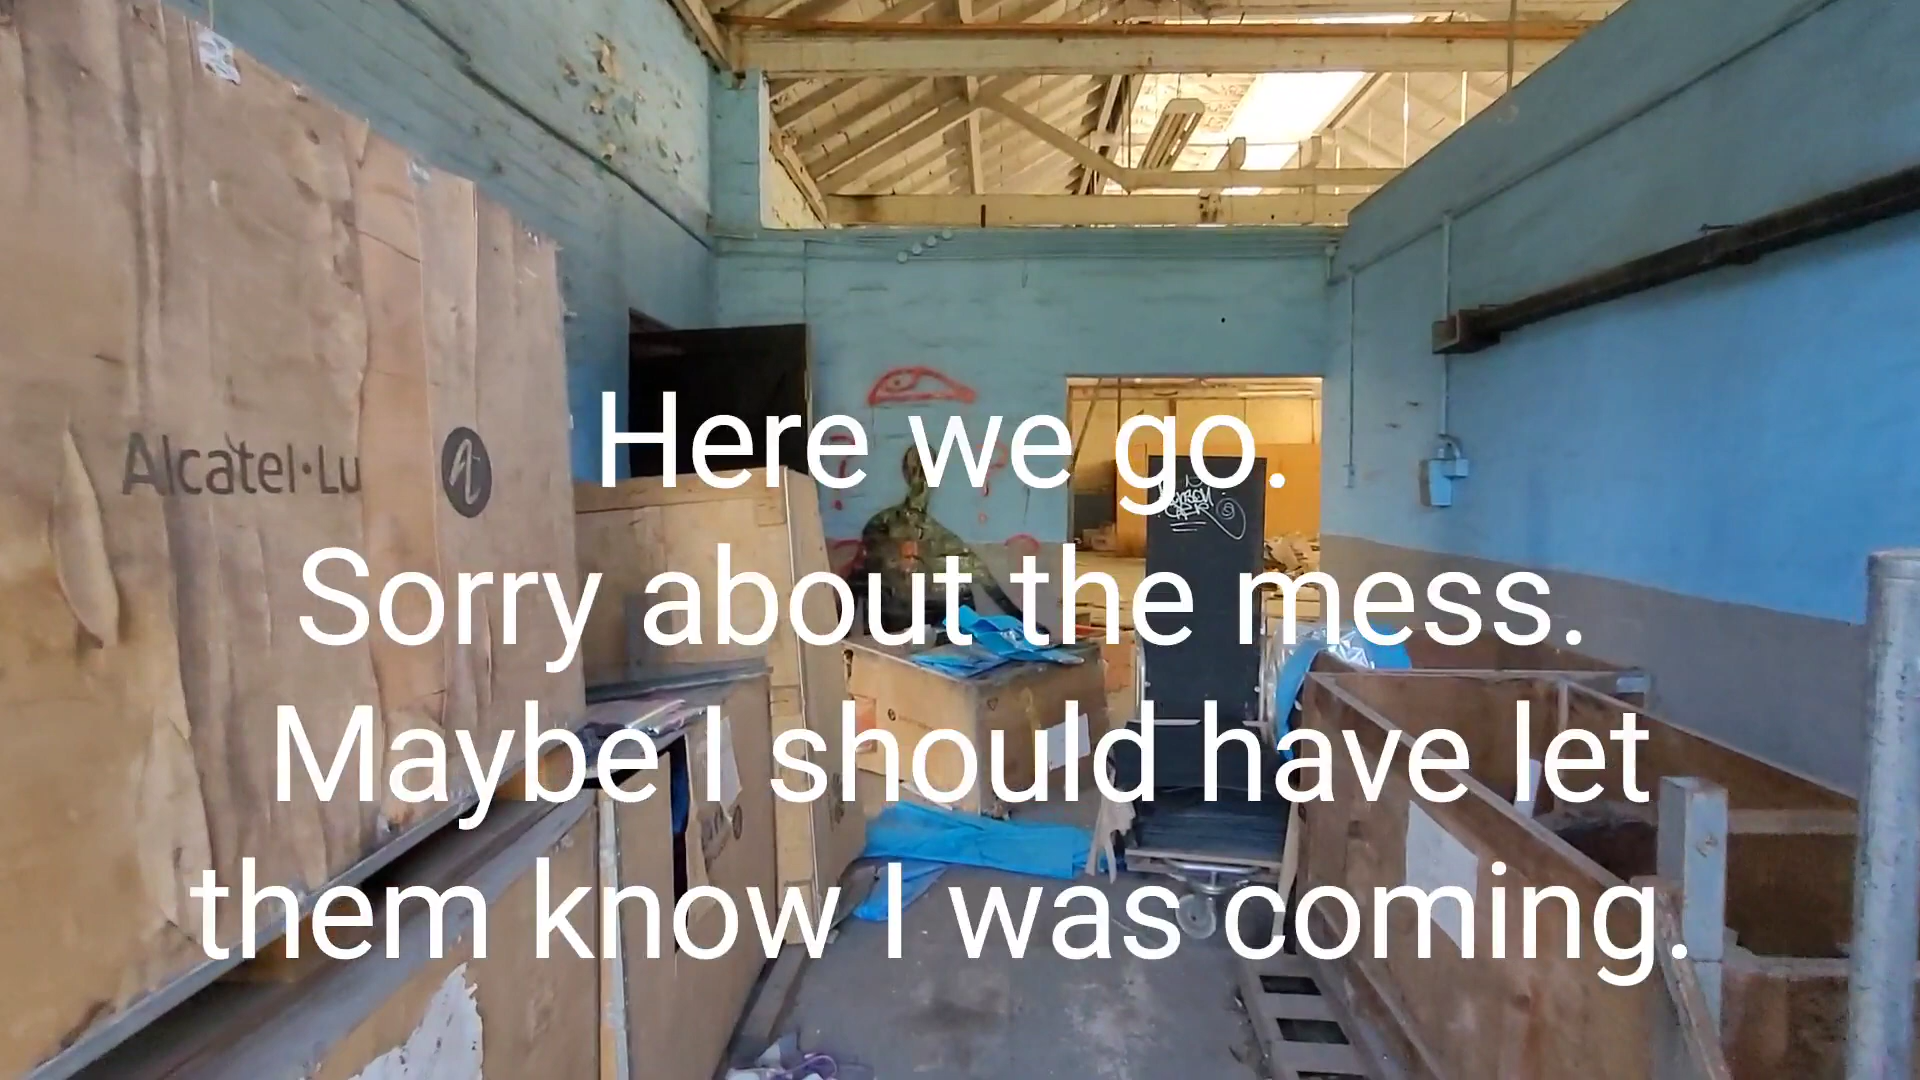 Alcatel·Lu
Here we go.
Sorry about the mess.
Maybe I should have let
them know I was coming.